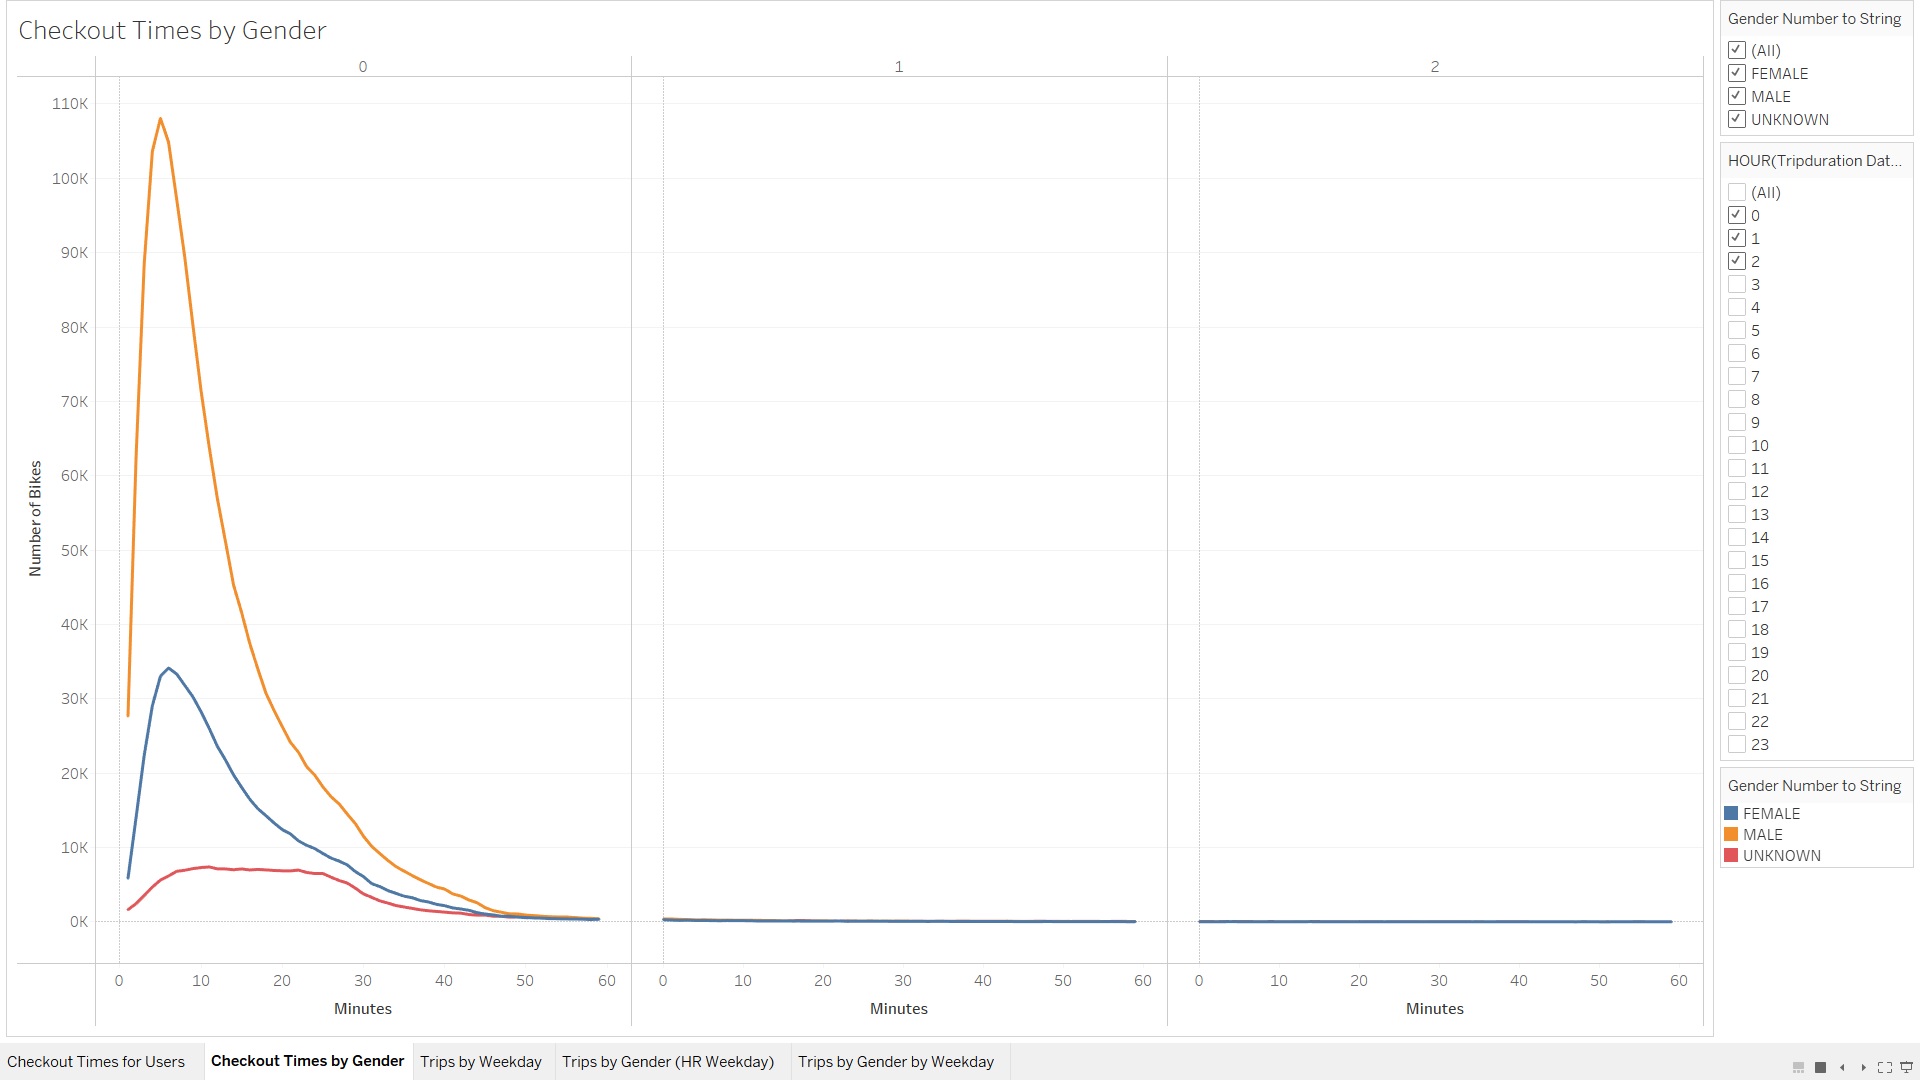 Checkout Times by Gender
0 1 2
110K
100K
90K
80K
70K
60K
50K
40K
30K
20K
10K
0K
Number of Bikes
0 10 20 30 40 50 60 0 10 20 30 40 50 60 0 10 20 30 40 50 60
Minutes Minutes Minutes
Gender Number to String
(All)
FEMALE
MALE
UNKNOWN
HOUR(Tripduration Dat...
(All)
0
1
2
3
4
5
6
7
8
9
10
11
12
13
14
15
16
17
18
19
20
21
22
23
Gender Number to String
FEMALE
MALE
UNKNOWN
Checkout Times for Users Checkout Times by Gender Trips by Weekday Trips by Gender (HR Weekday) Trips by Gender by Weekday